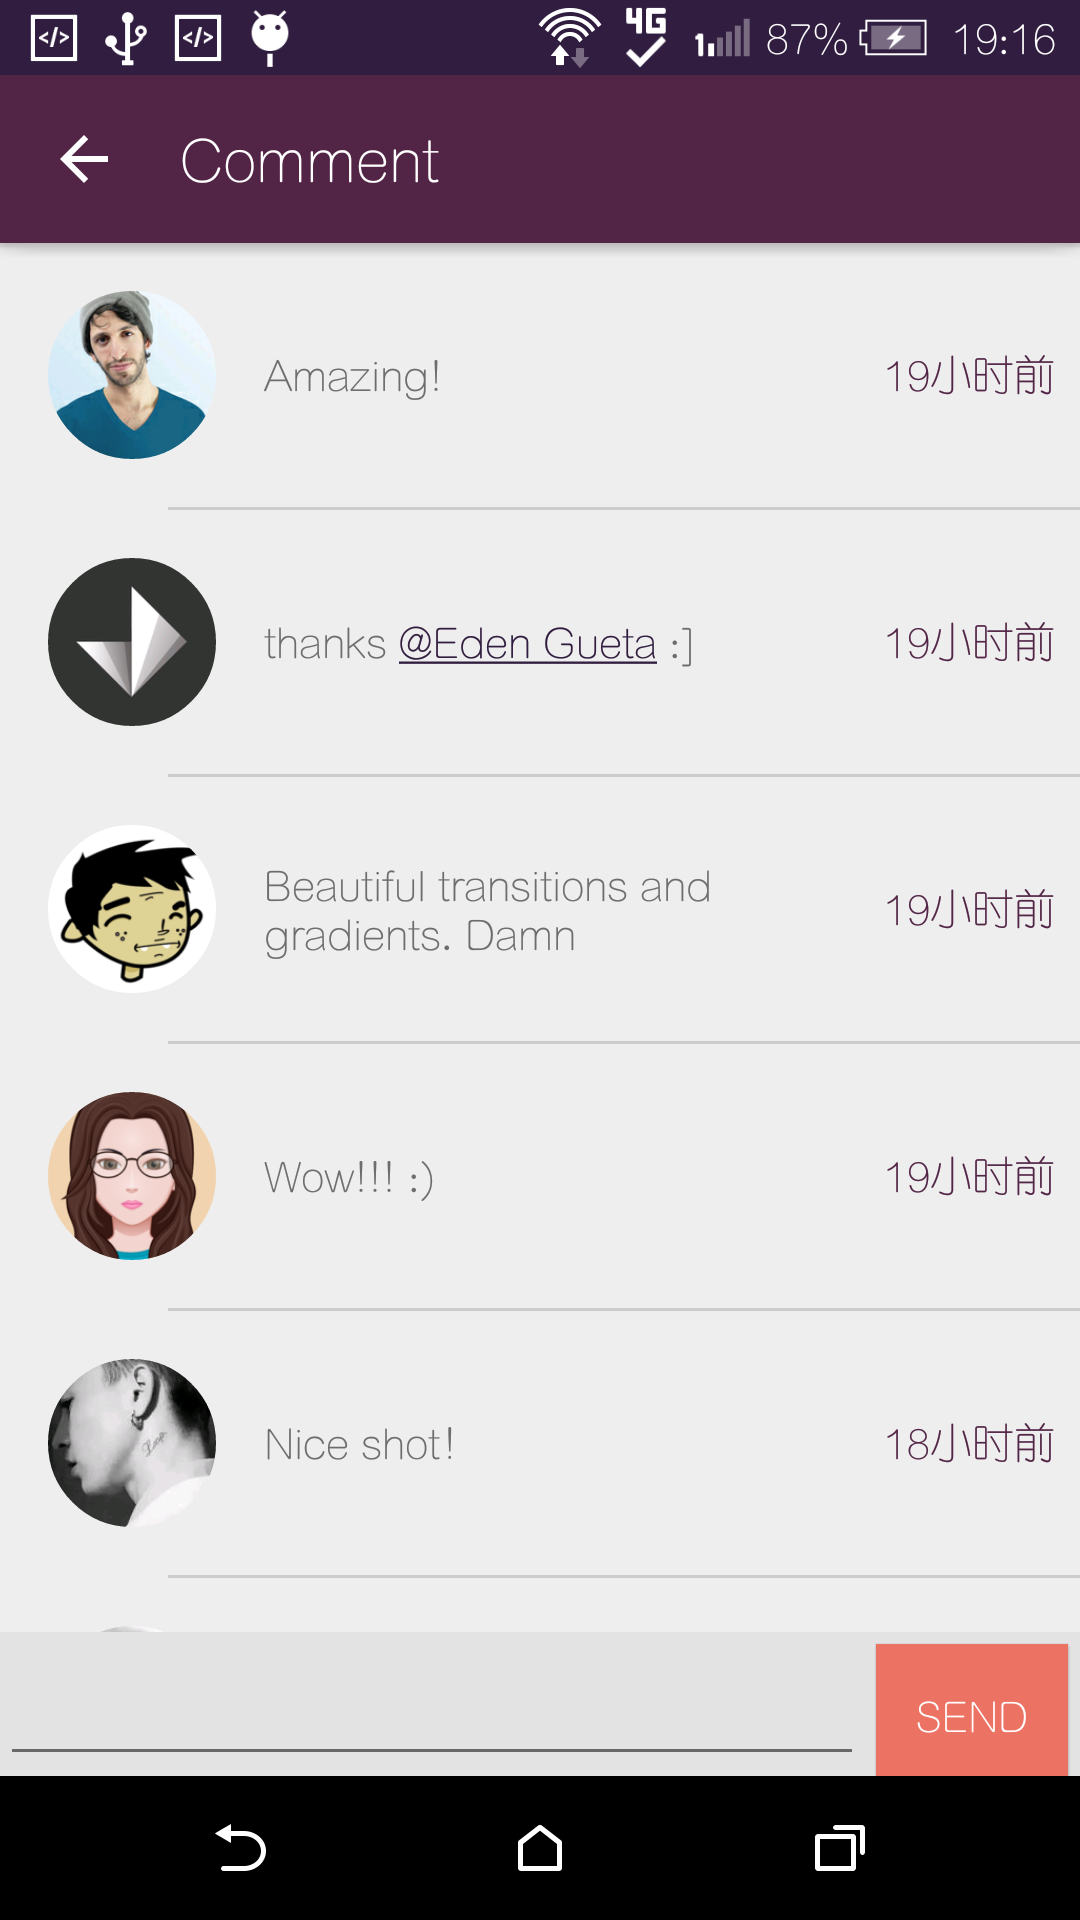 4G 87% 19:16
Comment
Amazing! 19小时前
thanks @Eden Gueta :] 19小时前
Beautiful transitions and
gradients. Damn 19小时前
Wow!!! :) 19小时前
Nice shot! 18小时前
SEND